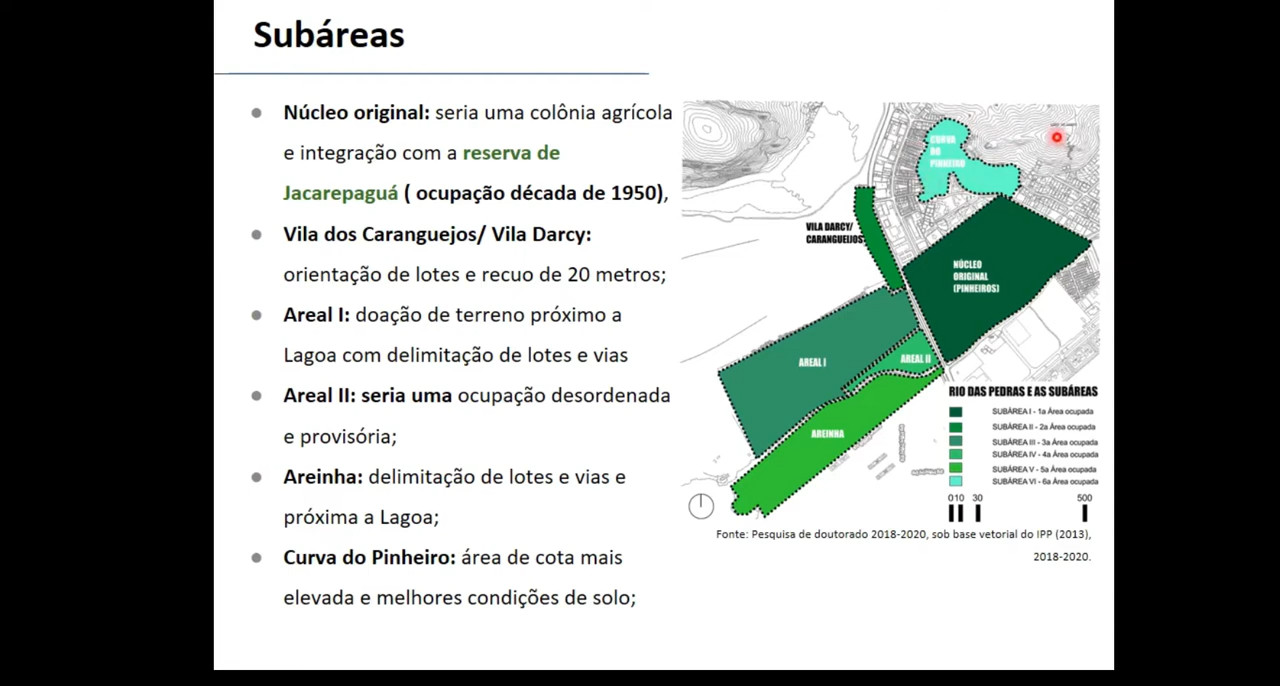 Subáreas
Núcleo original: seria uma colônia agrícola
e integração com a reserva de
Jacarepaguá ( ocupação década de 1950),
Vila dos Caranguejos/ Vila Darcy:
orientação de lotes e recuo de 20 metros;
Areal I: doação de terreno próximo a
Lagoa com delimitação de lotes e vias
Areal II: seria uma ocupação desordenada
e provisória;
Areinha: delimitação de lotes e vias e
próxima a Lagoa;
Curva do Pinheiro: área de cota mais
elevada e melhores condições de solo;
CURVA
DO
PINHEIRO
VILA DARCY/
CARANGUEIJOS
NÚCLEO
ORIGINAL
(PINHEIROS)
AREAL I
AREAL II
AREINHA
RIO DAS PEDRAS E AS SUBÁREAS
SUBÁREA I - 1a Área ocupada
SUBÁREA II - 2a Área ocupada
SUBÁREA III - 3a Área ocupada
SUBÁREA IV - 4a Área ocupada
SUBÁREA V - 5a Área ocupada
SUBÁREA VI - 6a Área ocupada
010 30 500
Fonte: Pesquisa de doutorado 2018-2020, sob base vetorial do IPP (2013),
2018-2020.